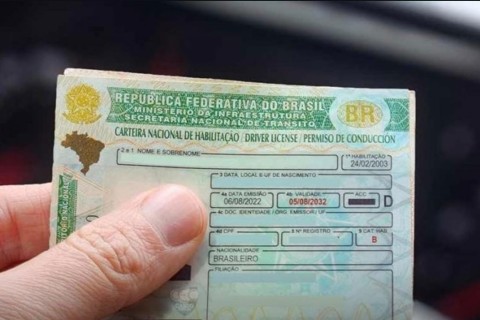 REPÚBLICA FEDERATIVA DO BRASIL
MINISTÉRIO DA INFRAESTRUTURA
SECRETARIA NACIONAL DE TRÂNSITO
BR
CARTEIRA NACIONAL DE HABILITAÇÃO / DRIVER LICENSE / PERMISO DE CONDUCCIÓN
2 e 1 NOME E SOBRENOME
1ª HABILITAÇÃO
24/02/2003
3 DATA, LOCAL E UF DE NASCIMENTO
4a DATA EMISSÃO
06/08/2022
4b VALIDADE
05/08/2032
ACC
D
4c DOC. IDENTIDADE / ÓRG. EMISSOR / UF
4d CPF
5 Nº REGISTRO
9 CAT. HAB.
B
NACIONALIDADE
BRASILEIRO
FILIAÇÃO